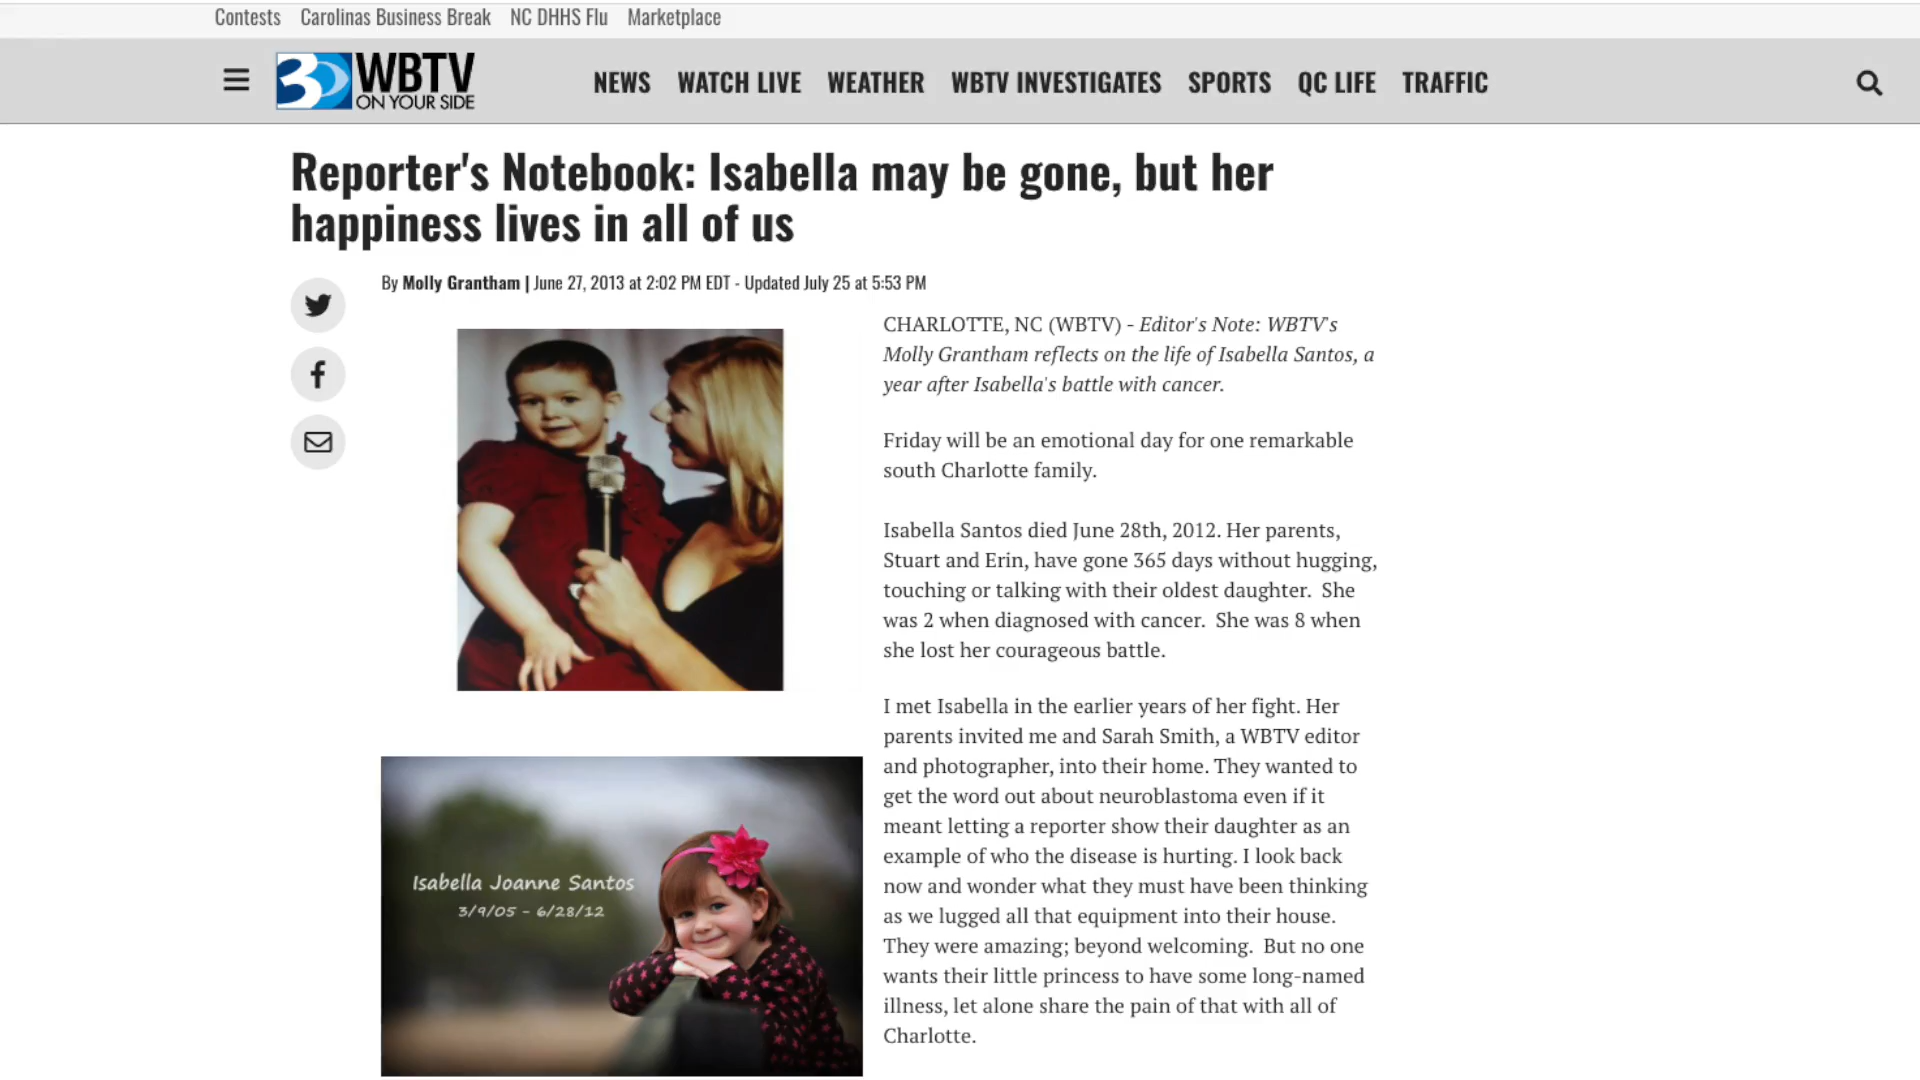 Contests Carolinas Business Break NC DHHS Flu Marketplace
3 WBTV
ON YOUR SIDE
NEWS WATCH LIVE WEATHER WBTV INVESTIGATES SPORTS QC LIFE TRAFFIC
Reporter's Notebook: Isabella may be gone, but her
happiness lives in all of us
By Molly Grantham | June 27, 2013 at 2:02 PM EDT - Updated July 25 at 5:53 PM
CHARLOTTE, NC (WBTV) - Editor's Note: WBTV's
Molly Grantham reflects on the life of Isabella Santos, a
year after Isabella's battle with cancer.
Friday will be an emotional day for one remarkable
south Charlotte family.
Isabella Santos died June 28th, 2012. Her parents,
Stuart and Erin, have gone 365 days without hugging,
touching or talking with their oldest daughter.  She
was 2 when diagnosed with cancer.  She was 8 when
she lost her courageous battle.
I met Isabella in the earlier years of her fight. Her
parents invited me and Sarah Smith, a WBTV editor
and photographer, into their home. They wanted to
get the word out about neuroblastoma even if it
meant letting a reporter show their daughter as an
example of who the disease is hurting. I look back
now and wonder what they must have been thinking
as we lugged all that equipment into their house.
They were amazing; beyond welcoming.  But no one
wants their little princess to have some long-named
illness, let alone share the pain of that with all of
Charlotte.
Isabella Joanne Santos
3/9/05 - 6/28/12